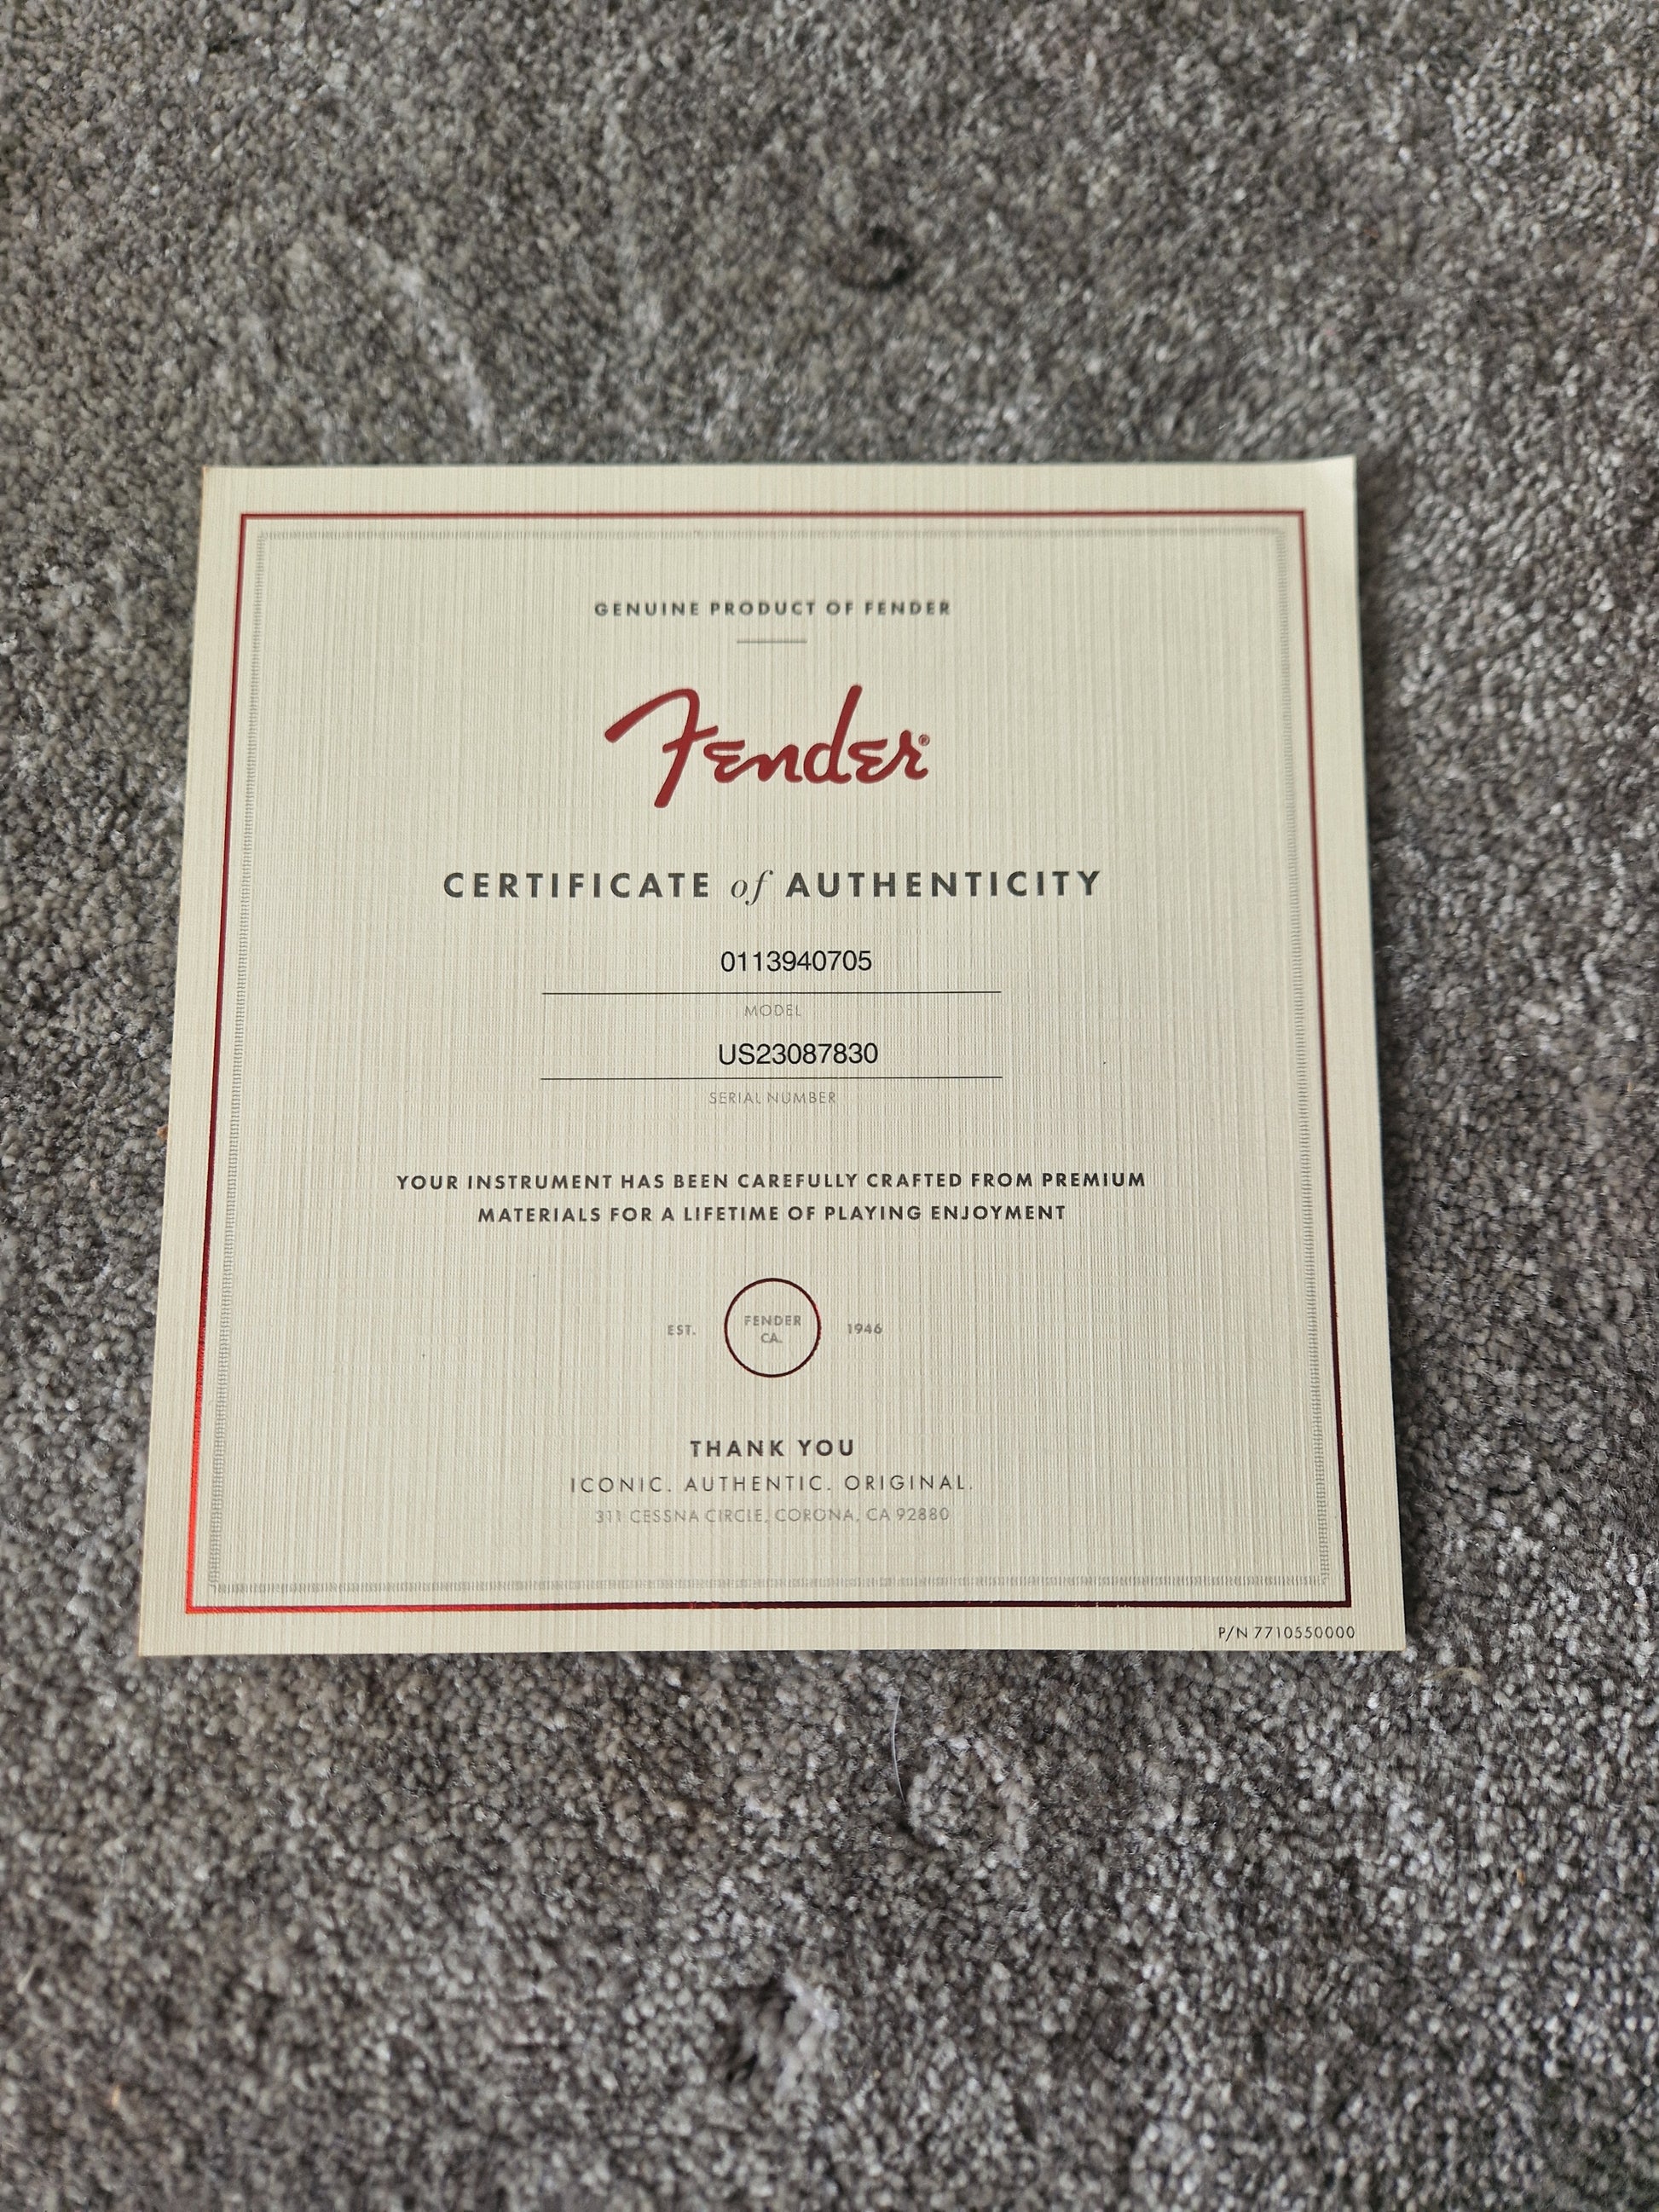 GENUINE PRODUCT OF FENDER
Fender®
CERTIFICATE of AUTHENTICITY
0113940705
MODEL
US23087830
SERIAL NUMBER
YOUR INSTRUMENT HAS BEEN CAREFULLY CRAFTED FROM PREMIUM
MATERIALS FOR A LIFETIME OF PLAYING ENJOYMENT
EST. FENDER CA. 1946
THANK YOU
ICONIC. AUTHENTIC. ORIGINAL.
311 CESSNA CIRCLE, CORONA, CA 92880
P/N 7710550000